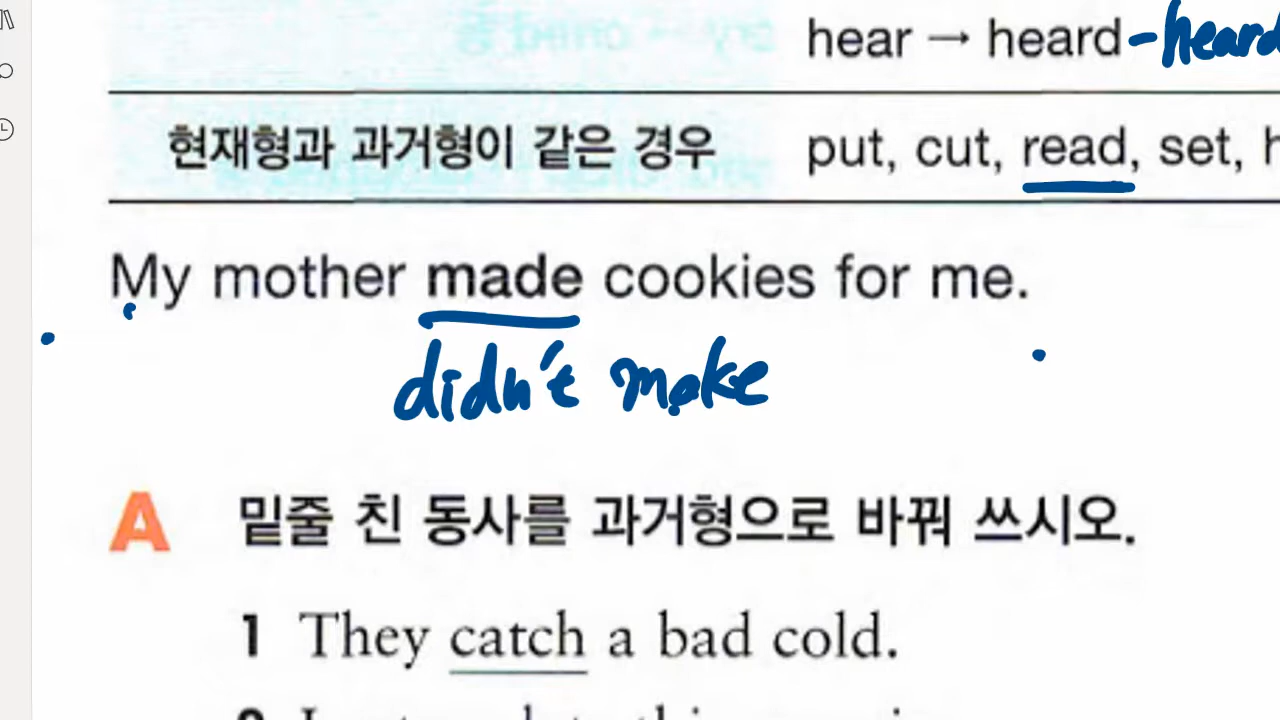 hear → heard - heard
현재형과 과거형이 같은 경우 put, cut, read, set,
My mother made cookies for me.
didn't make
A 밑줄 친 동사를 과거형으로 바꿔 쓰시오.
1 They catch a bad cold.